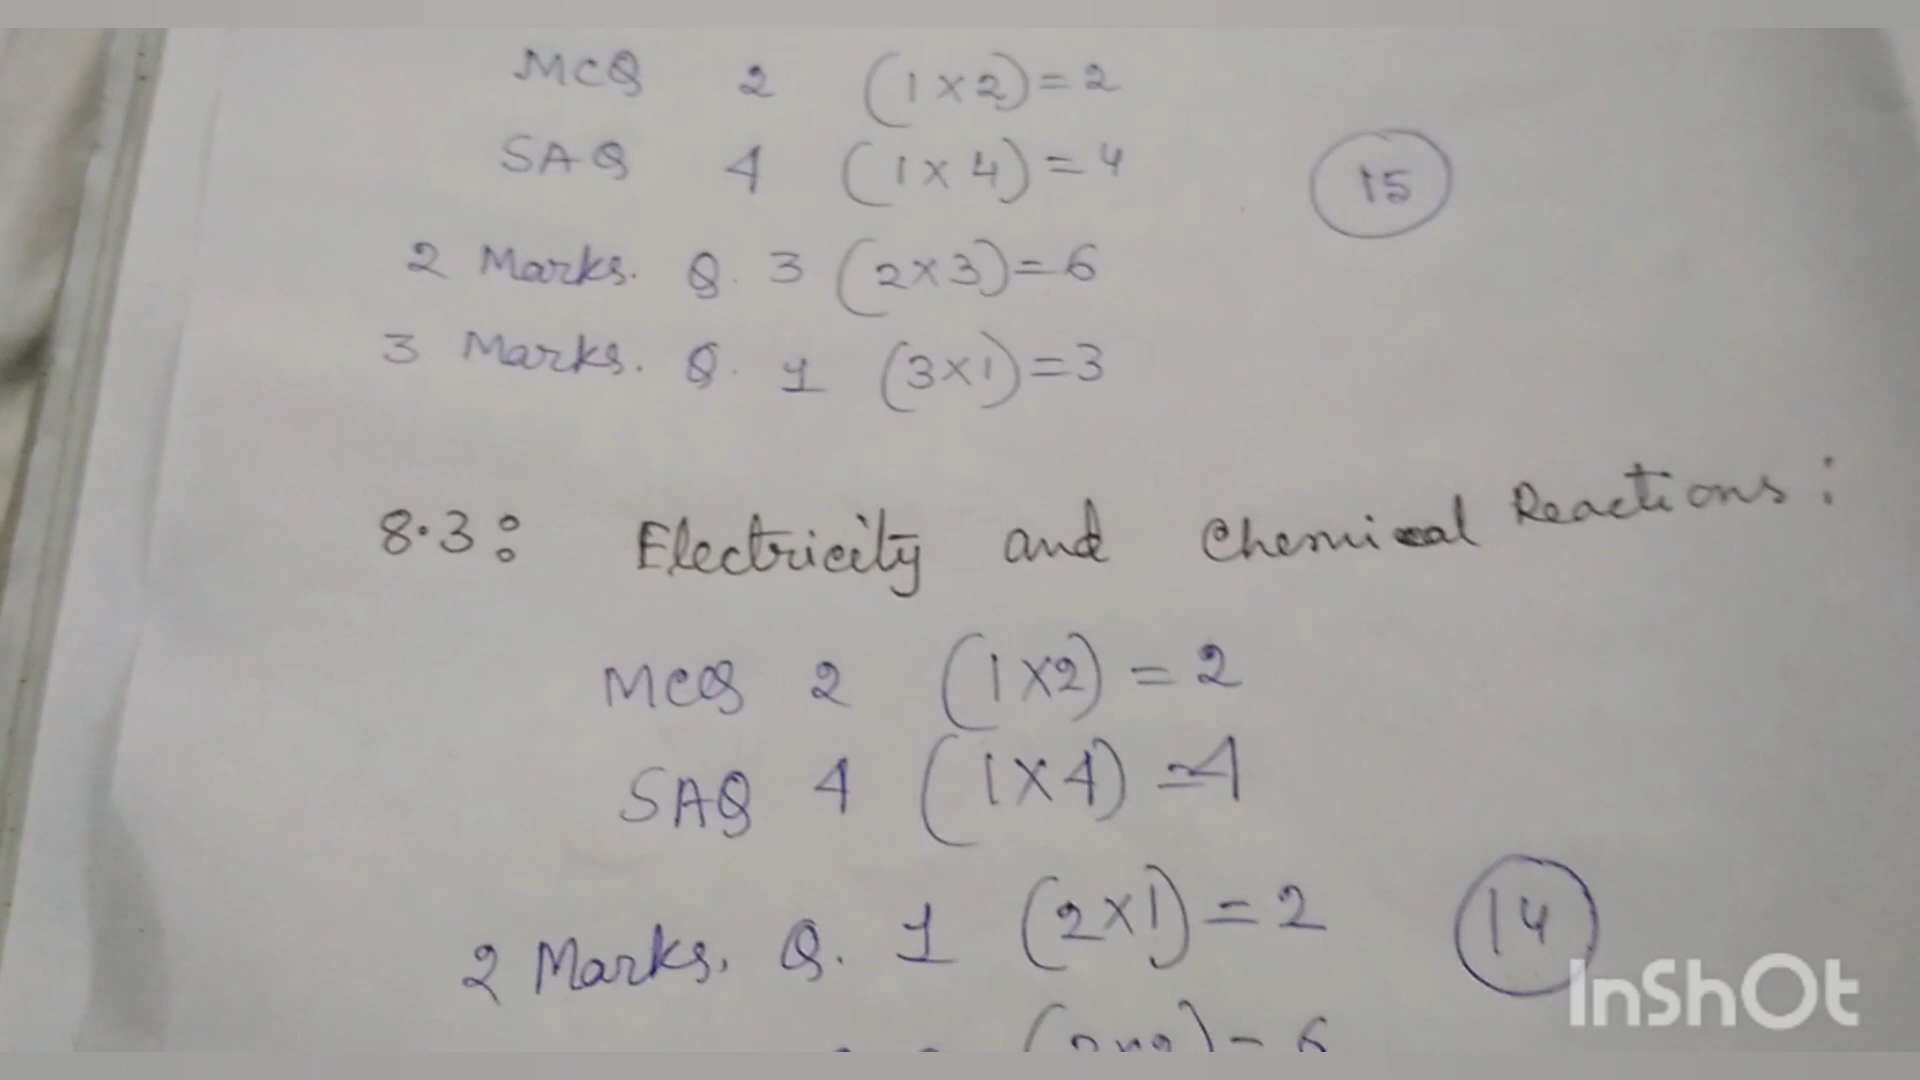 MCQ 2 (1×2)=2
SAQ 4 (1×4)=4
15
2 Marks. Q. 3 (2×3)=6
3 Marks. Q. 1 (3×1)=3
8.3: Electricity and Chemical Reactions:
MCQ 2 (1×2)=2
SAQ 4 (1×4)=4
2 Marks. Q. 1 (2×1)=2
14
InShOt